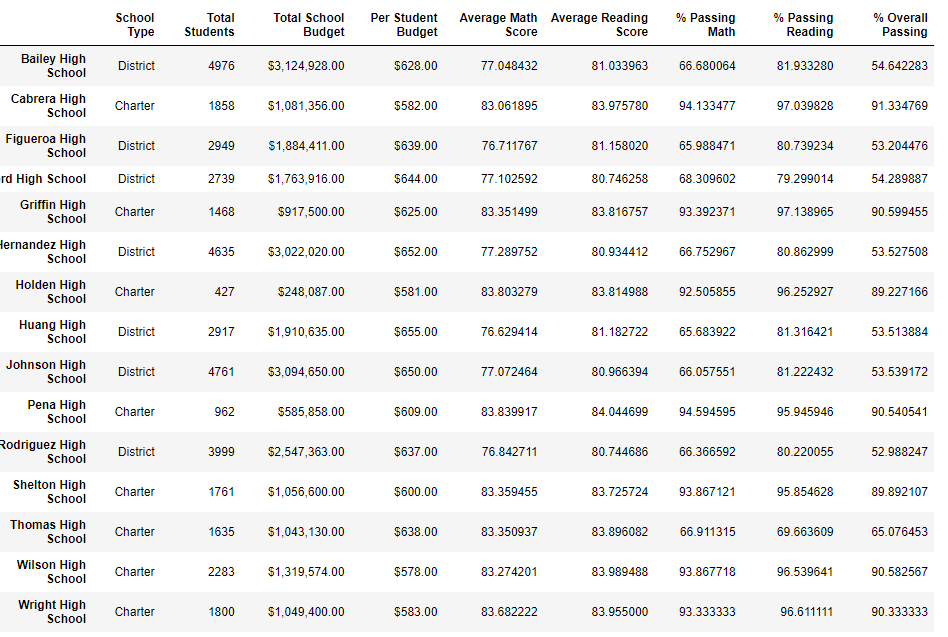 School Type Total Students Total School Budget Per Student Budget Average Math Score Average Reading Score % Passing Math % Passing Reading % Overall Passing
Bailey High School District 4976 $3,124,928.00 $628.00 77.048432 81.033963 66.680064 81.933280 54.642283
Cabrera High School Charter 1858 $1,081,356.00 $582.00 83.061895 83.975780 94.133477 97.039828 91.334769
Figueroa High School District 2949 $1,884,411.00 $639.00 76.711767 81.158020 65.988471 80.739234 53.204476
rd High School District 2739 $1,763,916.00 $644.00 77.102592 80.746258 68.309602 79.299014 54.289887
Griffin High School Charter 1468 $917,500.00 $625.00 83.351499 83.816757 93.392371 97.138965 90.599455
Hernandez High School District 4635 $3,022,020.00 $652.00 77.289752 80.934412 66.752967 80.862999 53.527508
Holden High School Charter 427 $248,087.00 $581.00 83.803279 83.814988 92.505855 96.252927 89.227166
Huang High School District 2917 $1,910,635.00 $655.00 76.629414 81.182722 65.683922 81.316421 53.513884
Johnson High School District 4761 $3,094,650.00 $650.00 77.072464 80.966394 66.057551 81.222432 53.539172
Pena High School Charter 962 $585,858.00 $609.00 83.839917 84.044699 94.594595 95.945946 90.540541
Rodriguez High School District 3999 $2,547,363.00 $637.00 76.842711 80.744686 66.366592 80.220055 52.988247
Shelton High School Charter 1761 $1,056,600.00 $600.00 83.359455 83.725724 93.867121 95.854628 89.892107
Thomas High School Charter 1635 $1,043,130.00 $638.00 83.350937 83.896082 66.911315 69.663609 65.076453
Wilson High School Charter 2283 $1,319,574.00 $578.00 83.274201 83.989488 93.867718 96.539641 90.582567
Wright High School Charter 1800 $1,049,400.00 $583.00 83.682222 83.955000 93.333333 96.611111 90.333333